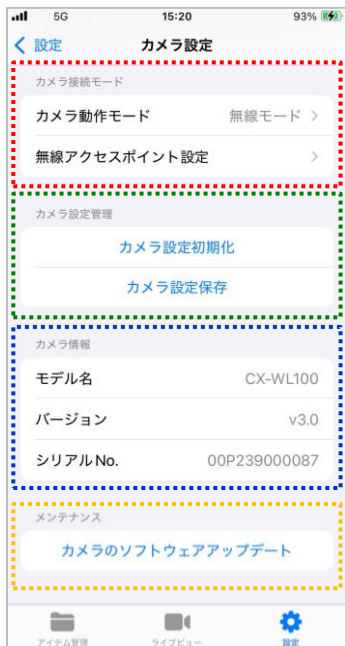 5G 15:20 93%
設定 カメラ設定
カメラ接続モード
カメラ動作モード 無線モード
無線アクセスポイント設定
カメラ設定管理
カメラ設定初期化
カメラ設定保存
カメラ情報
モデル名 CX-WL100
バージョン v3.0
シリアルNo. 00P239000087
メンテナンス
カメラのソフトウェアアップデート
アイテム管理 ライブビュー 設定